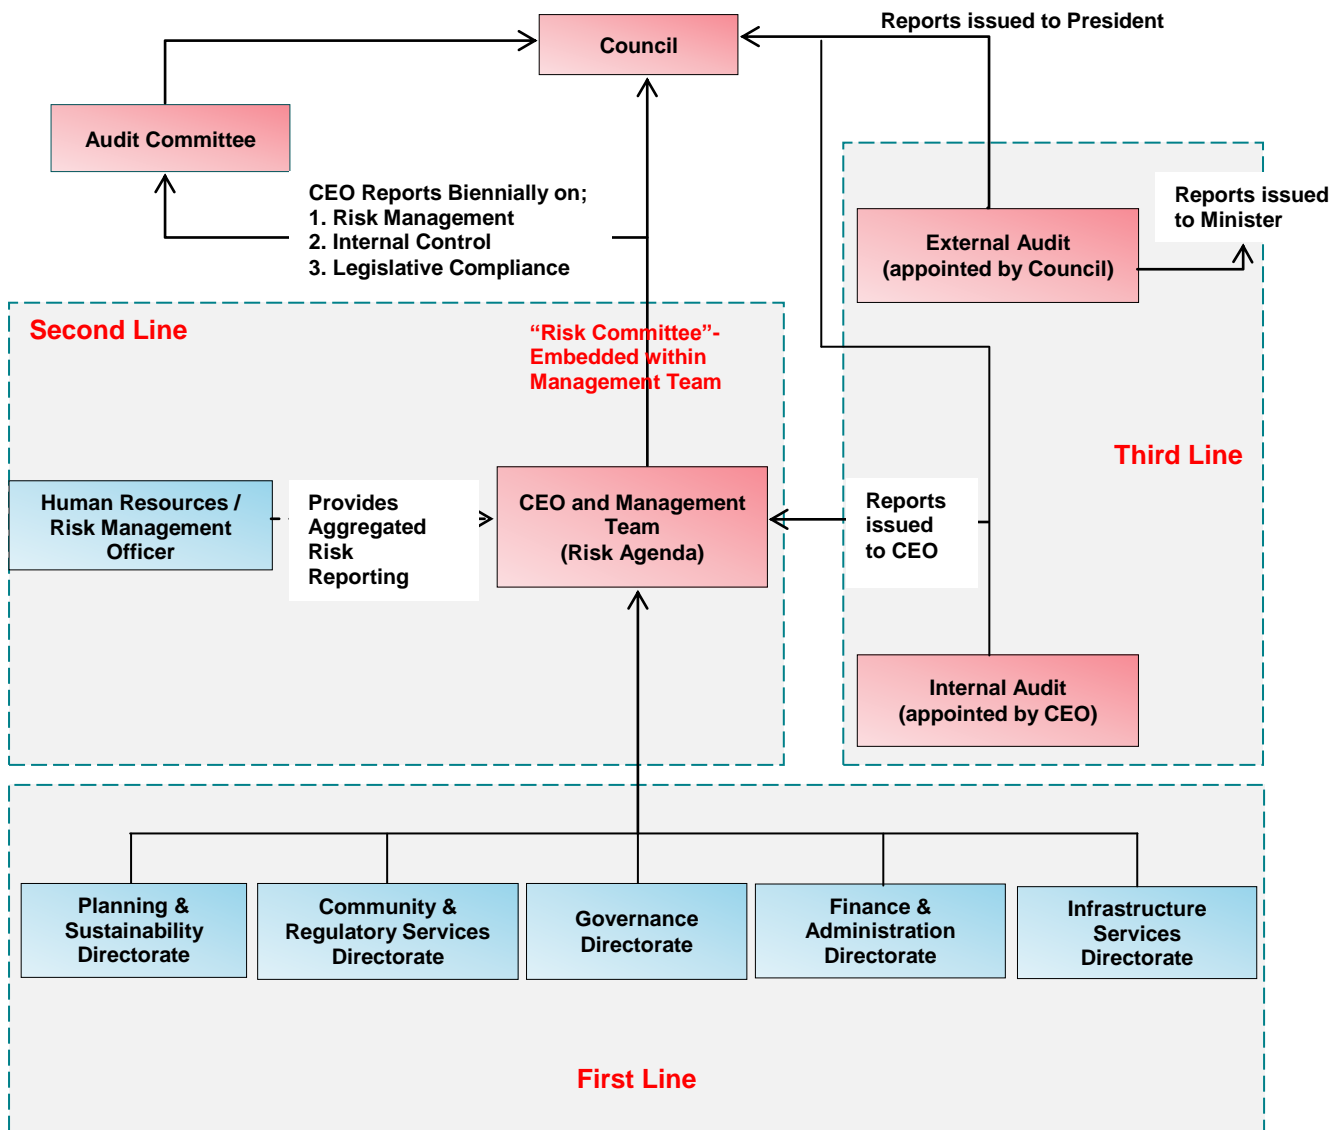 Reports issued to President
Council
Audit Committee
CEO Reports Biennially on;
1. Risk Management
2. Internal Control
3. Legislative Compliance
Reports issued
to Minister
External Audit
(appointed by Council)
Second Line
“Risk Committee”-
Embedded within
Management Team
Third Line
Human Resources /
Risk Management
Officer
Provides
Aggregated
Risk
Reporting
CEO and Management
Team
(Risk Agenda)
Reports
issued
to CEO
Internal Audit
(appointed by CEO)
Planning &
Sustainability
Directorate
Community &
Regulatory Services
Directorate
Governance
Directorate
Finance &
Administration
Directorate
Infrastructure
Services
Directorate
First Line